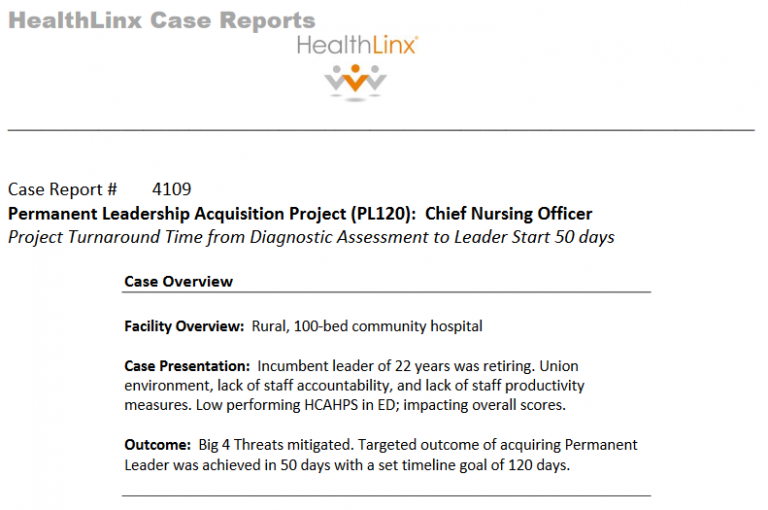 HealthLinx Case Reports
HealthLinx®
Case Report # 4109
Permanent Leadership Acquisition Project (PL120): Chief Nursing Officer
Project Turnaround Time from Diagnostic Assessment to Leader Start 50 days
Case Overview
Facility Overview: Rural, 100-bed community hospital
Case Presentation: Incumbent leader of 22 years was retiring. Union
environment, lack of staff accountability, and lack of staff productivity
measures. Low performing HCAHPS in ED; impacting overall scores.
Outcome: Big 4 Threats mitigated. Targeted outcome of acquiring Permanent
Leader was achieved in 50 days with a set timeline goal of 120 days.